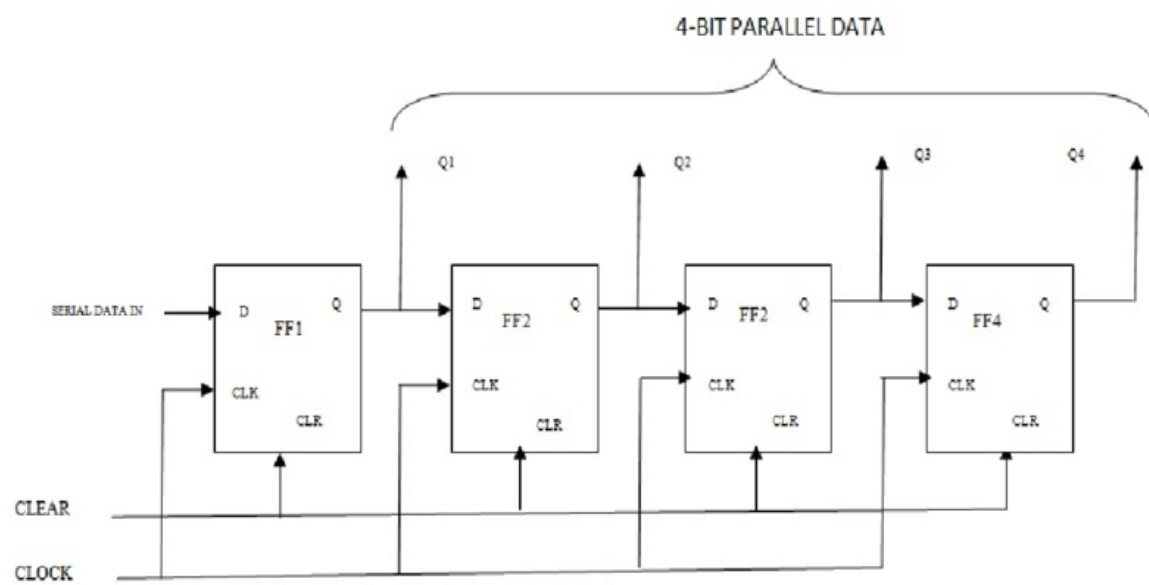 4-BIT PARALLEL DATA
Q1
Q2
Q3
Q4
SERIAL DATA IN
D
Q
FF1
CLK
CLR
D
Q
FF2
CLK
CLR
D
Q
FF2
CLK
CLR
D
Q
FF4
CLK
CLR
CLEAR
CLOCK